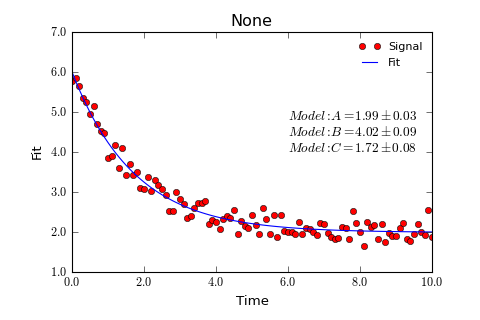 None
7.0
6.0
5.0
4.0
3.0
2.0
1.0
Fit
Signal
Fit
Model:A=1.99±0.03
Model:B=4.02±0.09
Model:C=1.72±0.08
0.0 2.0 4.0 6.0 8.0 10.0
Time